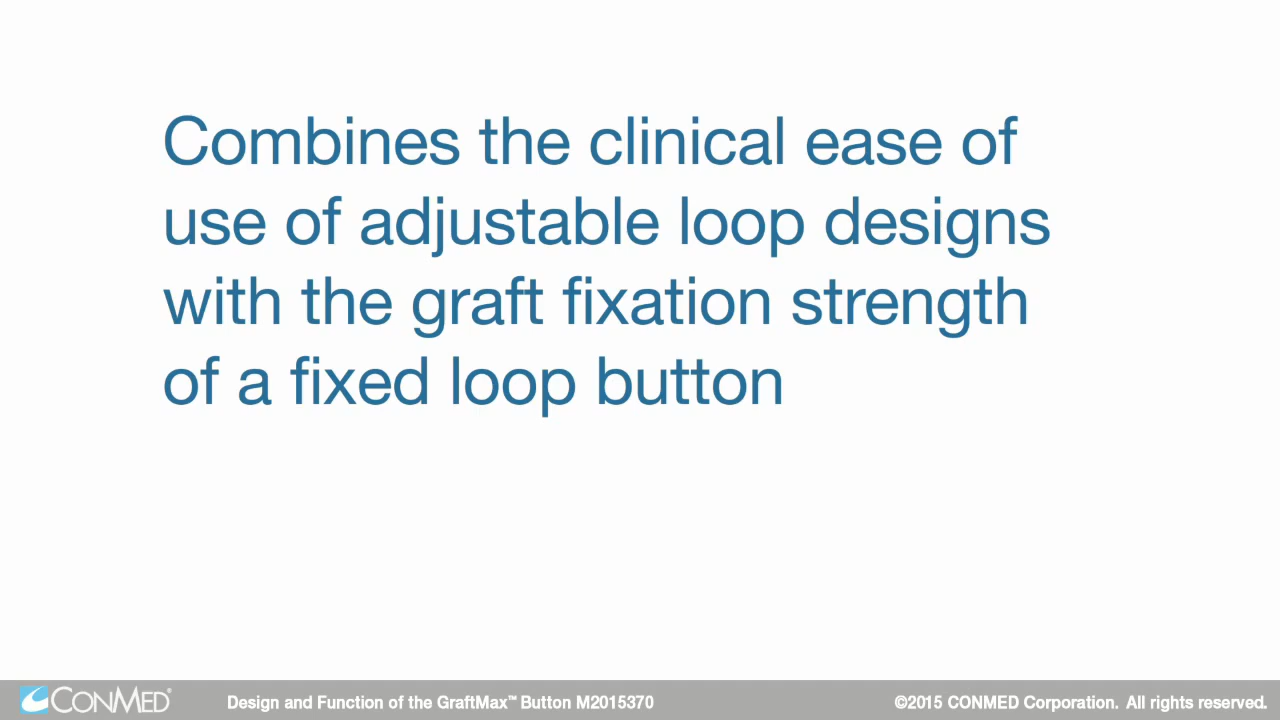 Combines the clinical ease of
use of adjustable loop designs
with the graft fixation strength
of a fixed loop button
CONMED® Design and Function of the GraftMax™ Button M2015370 ©2015 CONMED Corporation. All rights reserved.